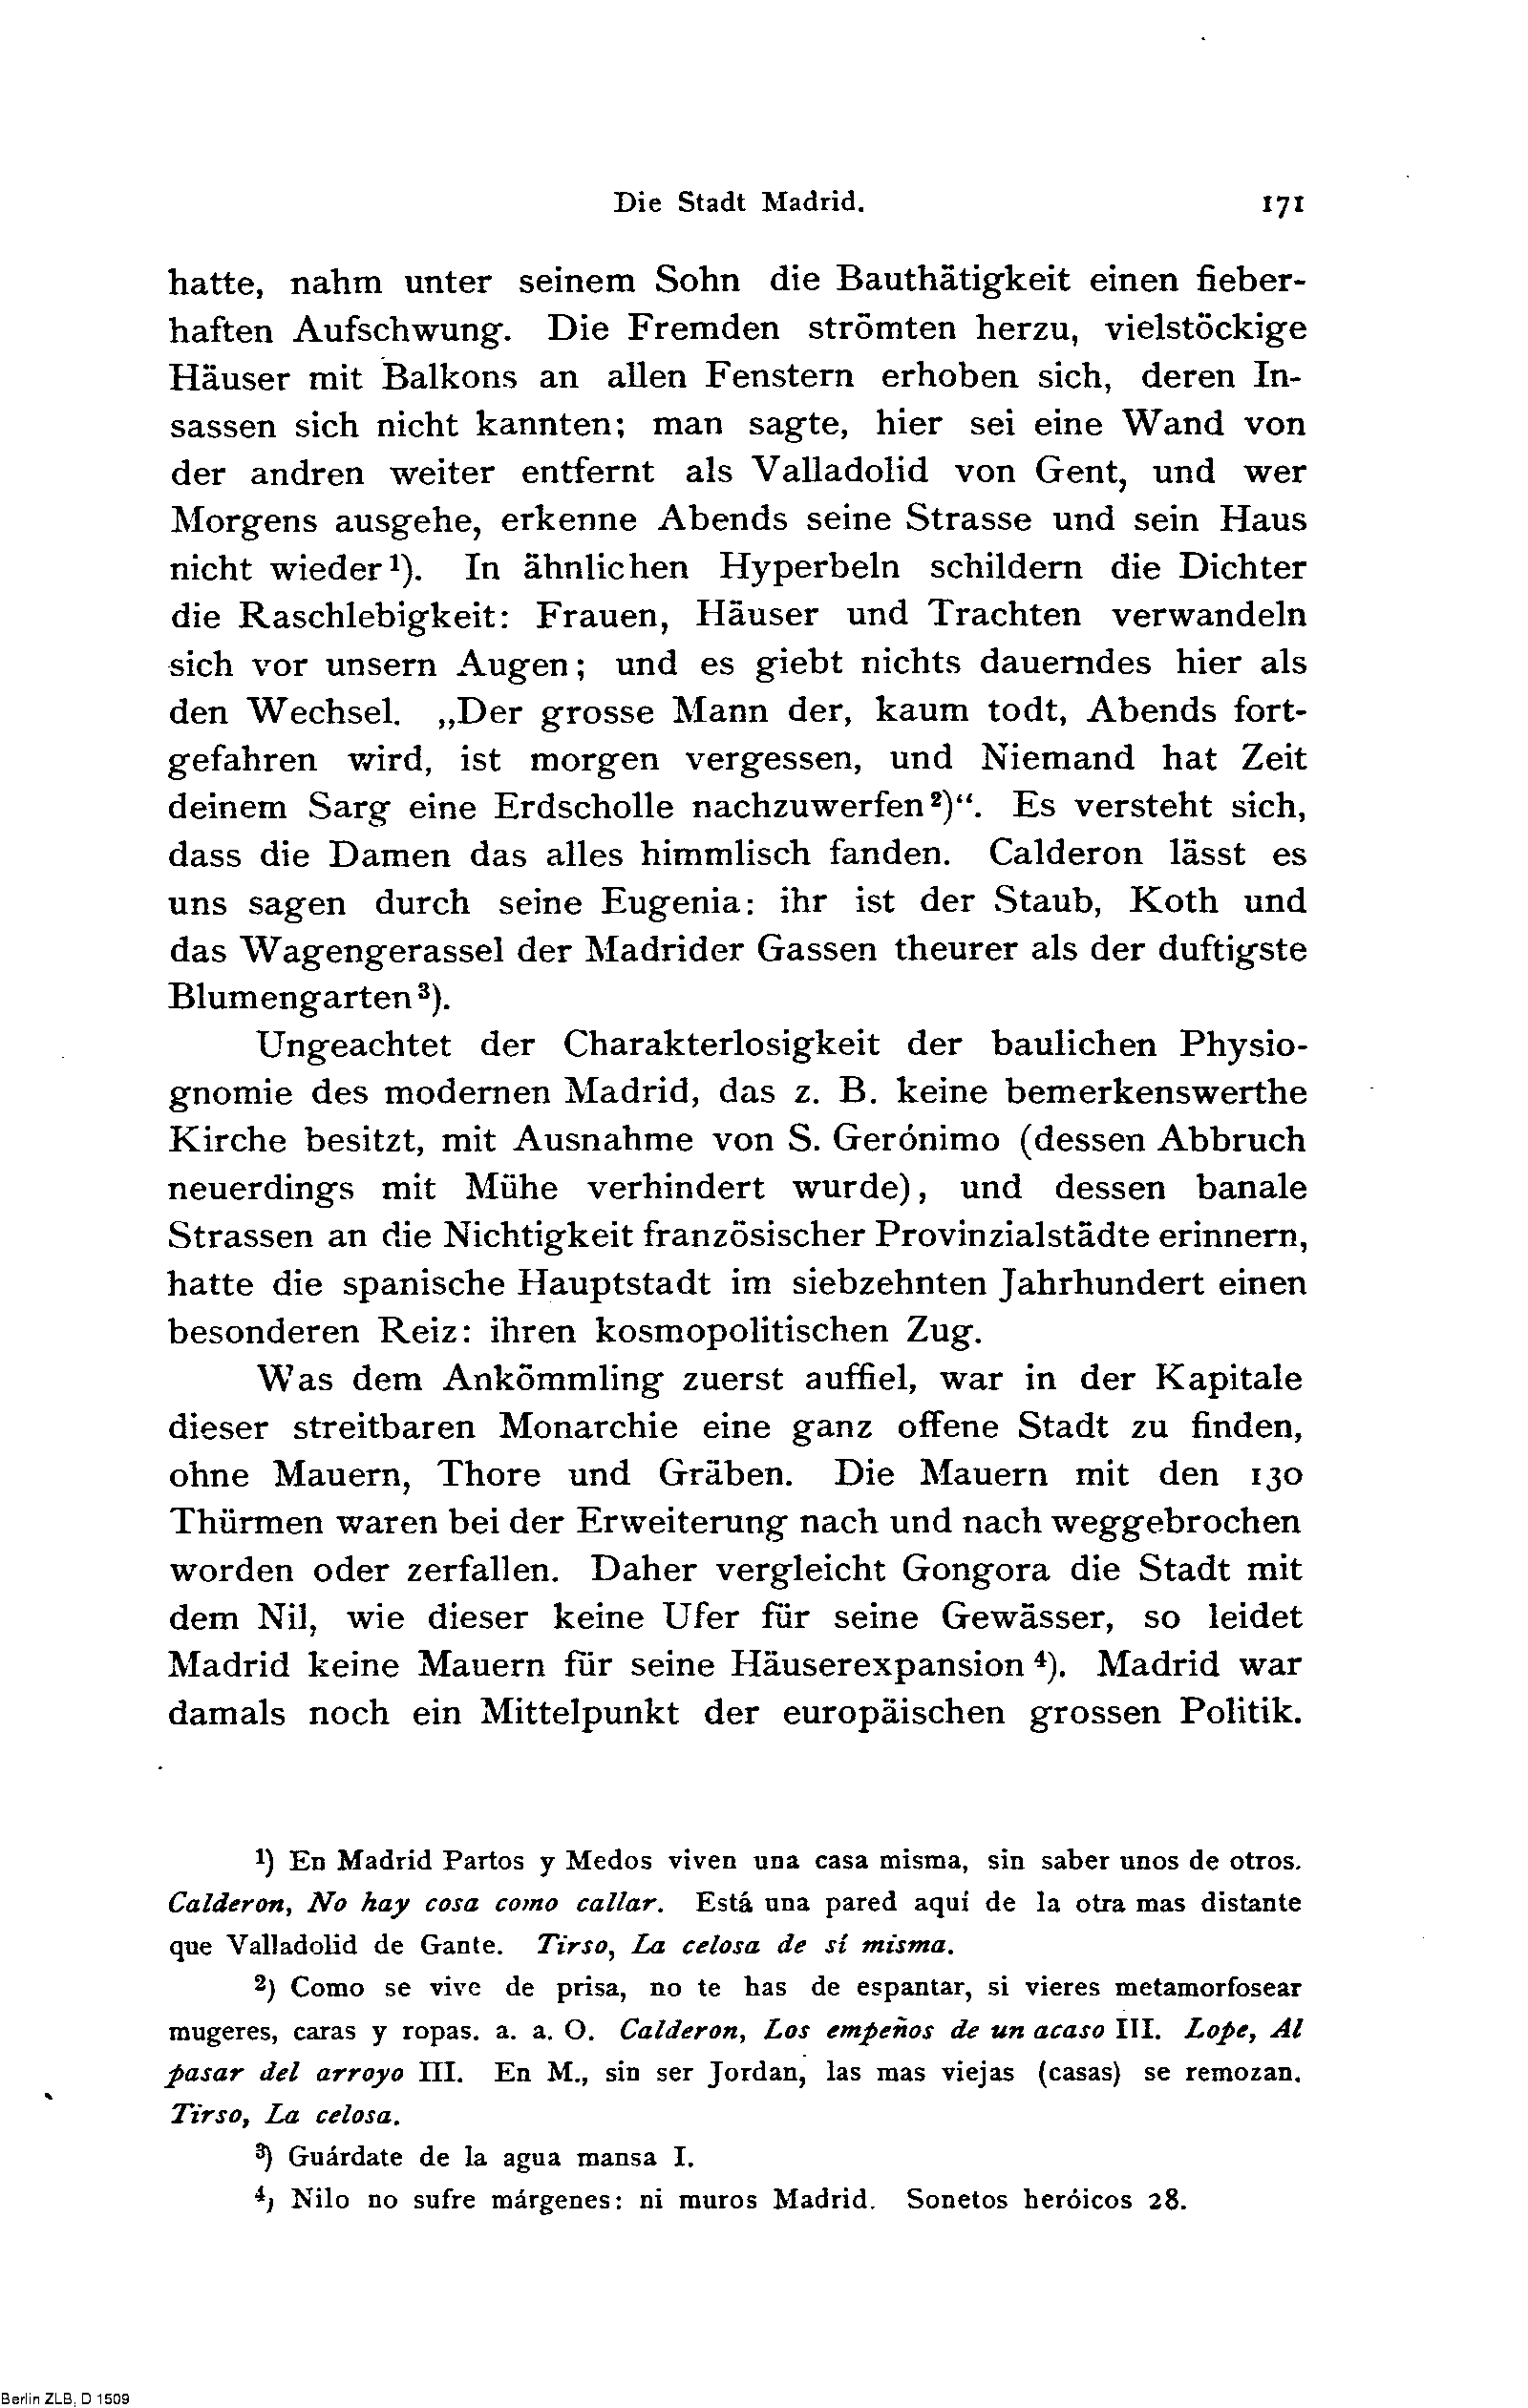 Die Stadt Madrid. 171
hatte, nahm unter seinem Sohn die Bauthätigkeit einen fieber-
haften Aufschwung. Die Fremden strömten herzu, vielstöckige
Häuser mit Balkons an allen Fenstern erhoben sich, deren In-
sassen sich nicht kannten; man sagte, hier sei eine Wand von
der andren weiter entfernt als Valladolid von Gent, und wer
Morgens ausgehe, erkenne Abends seine Strasse und sein Haus
nicht wieder¹). In ähnlichen Hyperbeln schildern die Dichter
die Raschlebigkeit: Frauen, Häuser und Trachten verwandeln
sich vor unsern Augen; und es giebt nichts dauerndes hier als
den Wechsel. „Der grosse Mann der, kaum todt, Abends fort-
gefahren wird, ist morgen vergessen, und Niemand hat Zeit
deinem Sarg eine Erdscholle nachzuwerfen²)“. Es versteht sich,
dass die Damen das alles himmlisch fanden. Calderon lässt es
uns sagen durch seine Eugenia: ihr ist der Staub, Koth und
das Wagengerassel der Madrider Gassen theurer als der duftigste
Blumengarten³).
Ungeachtet der Charakterlosigkeit der baulichen Physio-
gnomie des modernen Madrid, das z. B. keine bemerkenswerthe
Kirche besitzt, mit Ausnahme von S. Gerónimo (dessen Abbruch
neuerdings mit Mühe verhindert wurde), und dessen banale
Strassen an die Nichtigkeit französischer Provinzialstädte erinnern,
hatte die spanische Hauptstadt im siebzehnten Jahrhundert einen
besonderen Reiz: ihren kosmopolitischen Zug.
Was dem Ankömmling zuerst auffiel, war in der Kapitale
dieser streitbaren Monarchie eine ganz offene Stadt zu finden,
ohne Mauern, Thore und Gräben. Die Mauern mit den 130
Thürmen waren bei der Erweiterung nach und nach weggebrochen
worden oder zerfallen. Daher vergleicht Gongora die Stadt mit
dem Nil, wie dieser keine Ufer für seine Gewässer, so leidet
Madrid keine Mauern für seine Häuserexpansion⁴). Madrid war
damals noch ein Mittelpunkt der europäischen grossen Politik.
¹) En Madrid Partos y Medos viven una casa misma, sin saber unos de otros.
Calderon, No hay cosa como callar. Está una pared aquí de la otra mas distante
que Valladolid de Gante. Tirso, La celosa de sí misma.
²) Como se vive de prisa, no te has de espantar, si vieres metamorfosear
mugeres, caras y ropas. a. a. O. Calderon, Los empeños de un acaso III. Lope, Al
pasar del arroyo III. En M., sin ser Jordan, las mas viejas (casas) se remozan.
Tirso, La celosa.
³) Guárdate de la agua mansa I.
⁴) Nilo no sufre márgenes: ni muros Madrid. Sonetos heróicos 28.
Berlin ZLB, D 1509